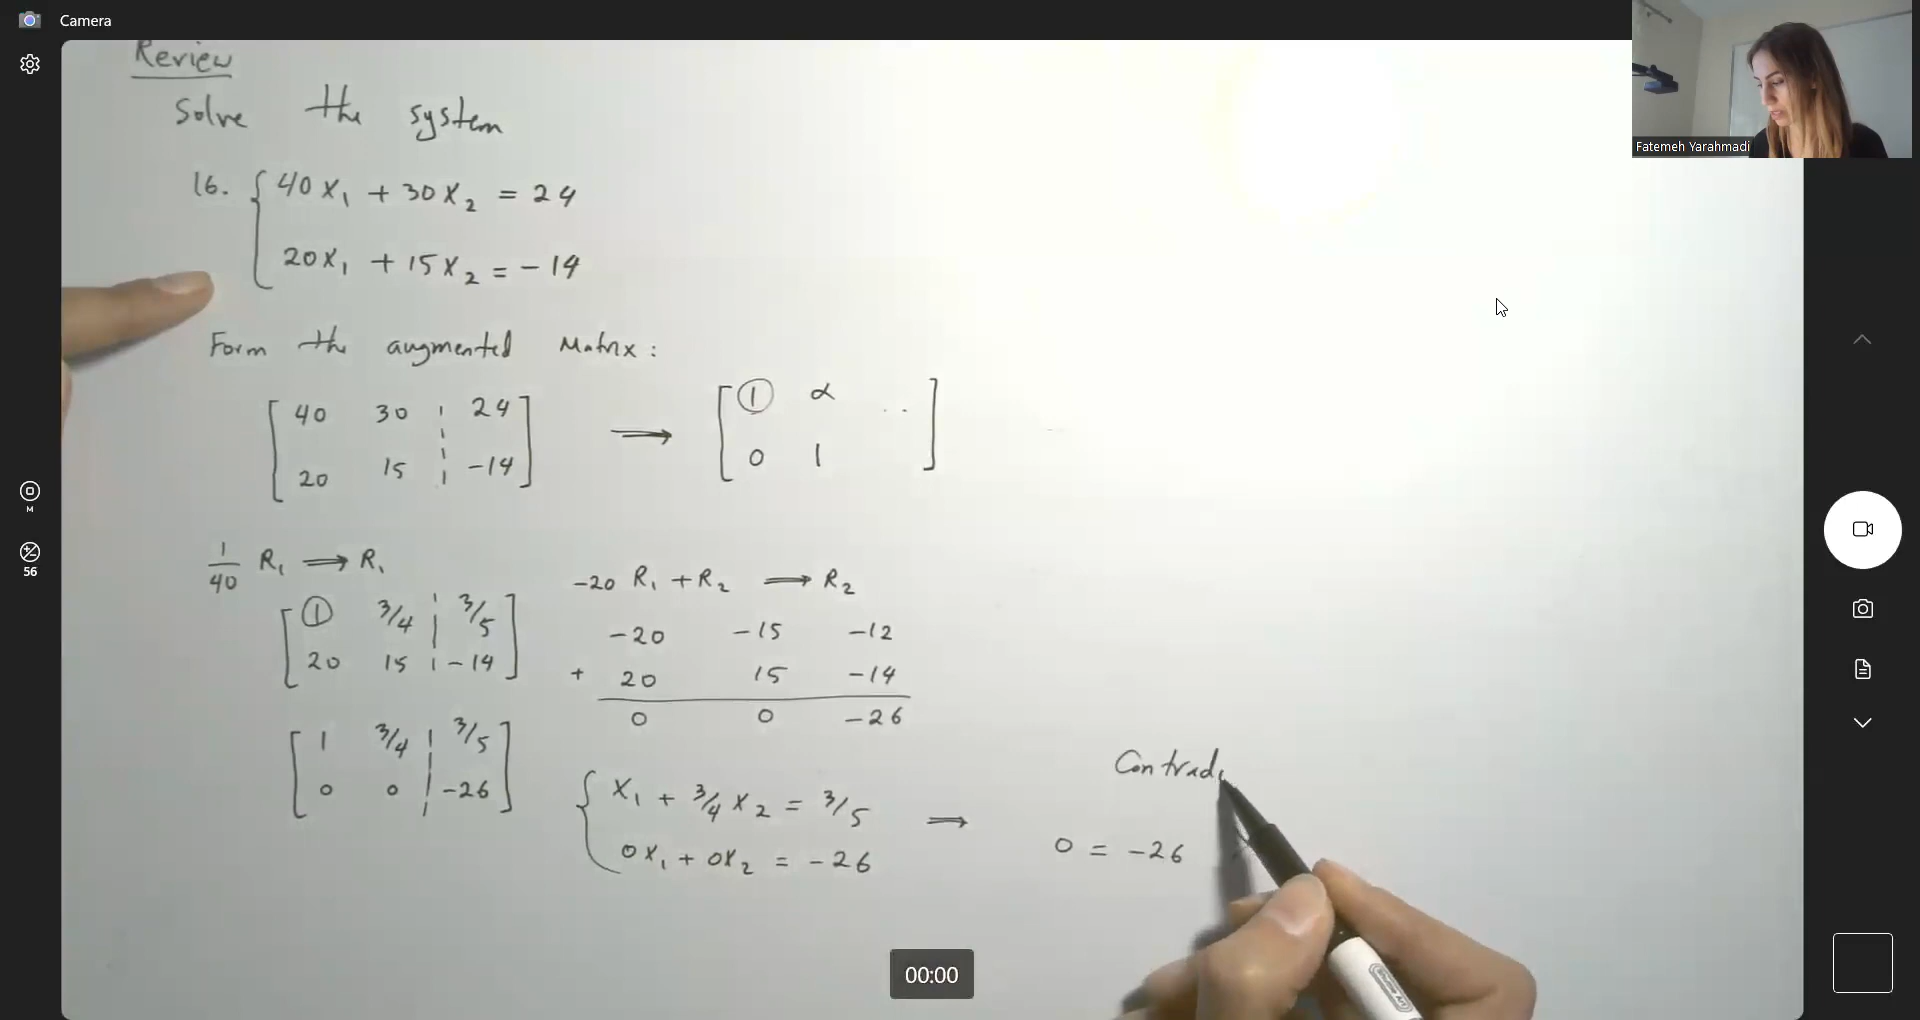 Camera
Fatemeh Yarahmadi
Review
Solve the system
16. { 40x₁ + 30x₂ = 24
20x₁ + 15x₂ = -14
Form the augmented Matrix :
[ 40 30 ¦ 24 ] ⟶ [ 1 α .. ]
[ 20 15 ¦ -14 ] [ 0 1 ]
1/40 R₁ ⟶ R₁
[ 1 3/4 ¦ 3/5 ]
[ 20 15 ¦ -14 ]
[ 1 3/4 ¦ 3/5 ]
[ 0 0 ¦ -26 ]
-20 R₁ + R₂ ⟶ R₂
-20 -15 -12
+ 20 15 -14
0 0 -26
{ x₁ + 3/4 x₂ = 3/5 ⟹
0x₁ + 0x₂ = -26
Contradi
0 = -26
M
56
00:00